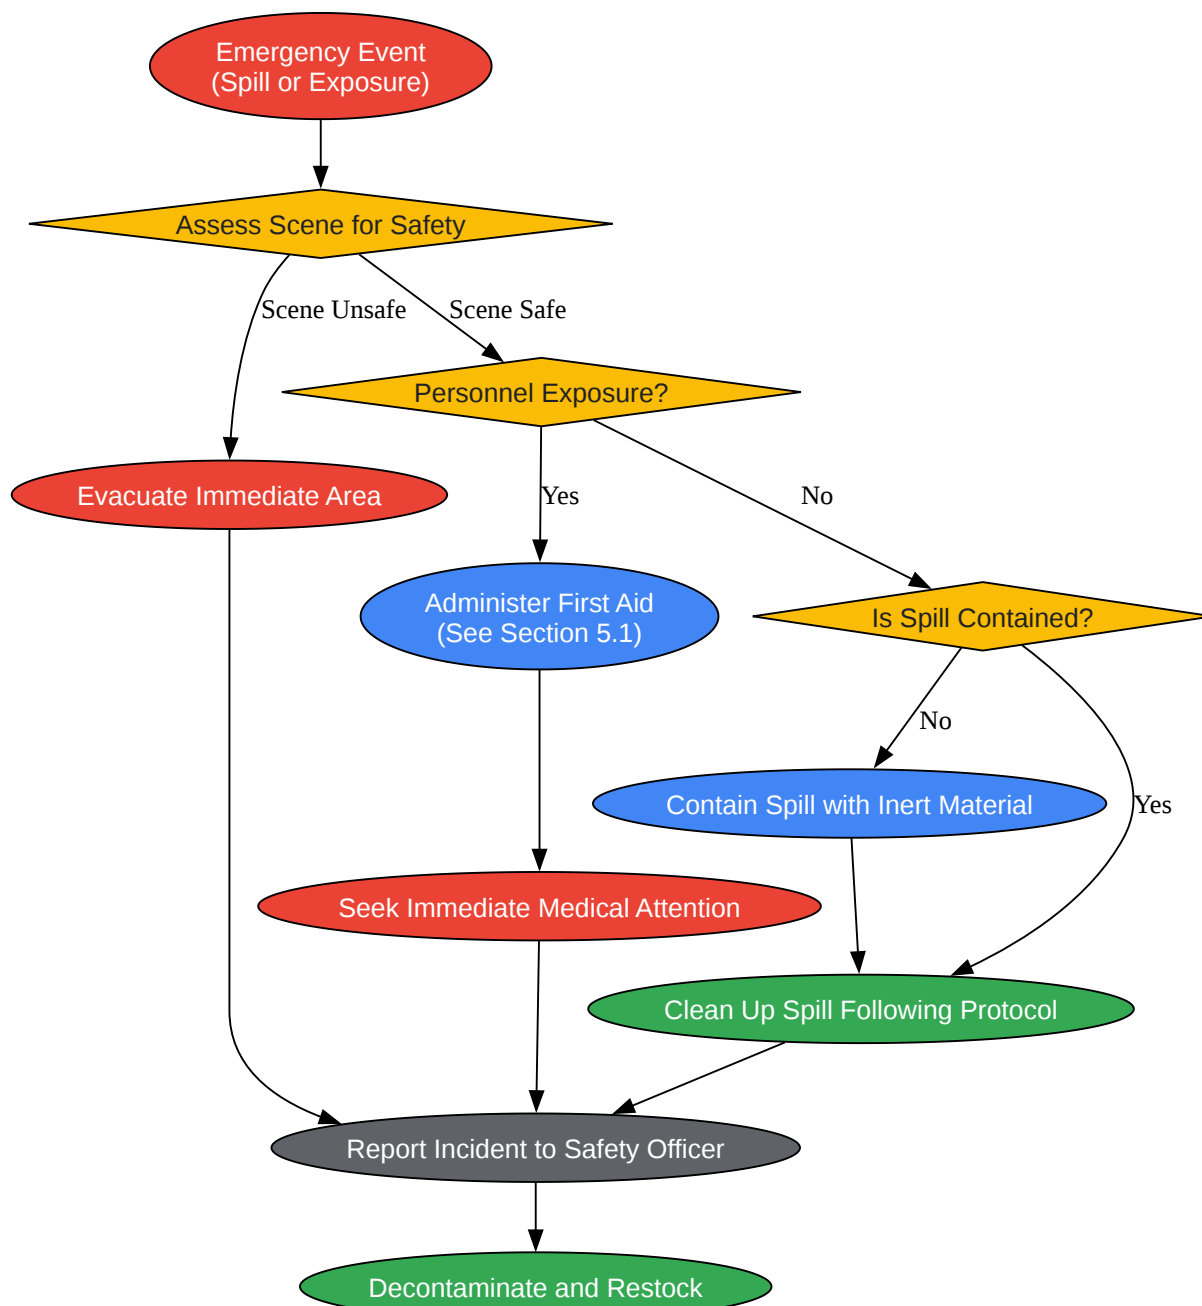 Emergency Event
(Spill or Exposure)
Assess Scene for Safety
Scene Unsafe
Scene Safe
Personnel Exposure?
Evacuate Immediate Area
Yes
No
Administer First Aid
(See Section 5.1)
Is Spill Contained?
No
Contain Spill with Inert Material
Yes
Seek Immediate Medical Attention
Clean Up Spill Following Protocol
Report Incident to Safety Officer
Decontaminate and Restock